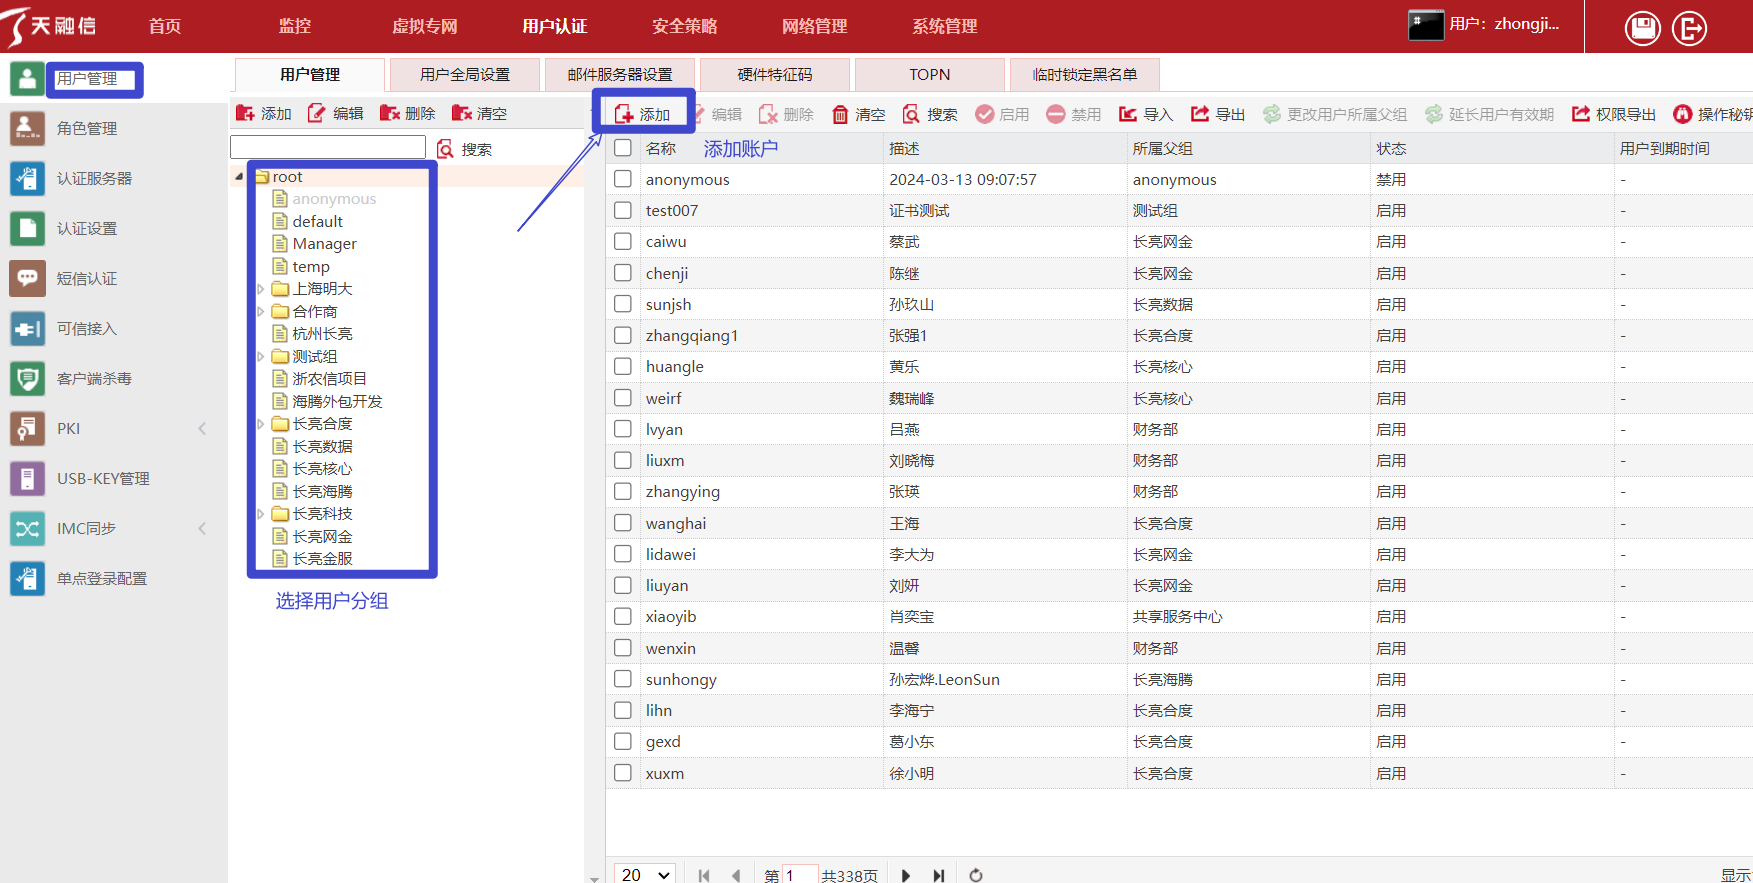 天融信 首页 监控 虚拟专网 用户认证 安全策略 网络管理 系统管理 用户：zhongji...
用户管理
角色管理
认证服务器
认证设置
短信认证
可信接入
客户端杀毒
PKI
USB-KEY管理
IMC同步
单点登录配置
用户管理 用户全局设置 邮件服务器设置 硬件特征码 TOPN 临时锁定黑名单
添加 编辑 删除 清空
搜索
root
anonymous
default
Manager
temp
上海明大
合作商
杭州长亮
测试组
浙农信项目
海腾外包开发
长亮合度
长亮数据
长亮核心
长亮海腾
长亮科技
长亮网金
长亮金服
选择用户分组
添加 编辑 删除 清空 搜索 启用 禁用 导入 导出 更改用户所属父组 延长用户有效期 权限导出 操作秘钥
名称 添加账户 描述 所属父组 状态 用户到期时间
anonymous 2024-03-13 09:07:57 anonymous 禁用 -
test007 证书测试 测试组 启用 -
caiwu 蔡武 长亮网金 启用 -
chenji 陈继 长亮网金 启用 -
sunjsh 孙玖山 长亮数据 启用 -
zhangqiang1 张强1 长亮合度 启用 -
huangle 黄乐 长亮核心 启用 -
weirf 魏瑞峰 长亮核心 启用 -
lvyan 吕燕 财务部 启用 -
liuxm 刘晓梅 财务部 启用 -
zhangying 张瑛 财务部 启用 -
wanghai 王海 长亮合度 启用 -
lidawei 李大为 长亮网金 启用 -
liuyan 刘妍 长亮网金 启用 -
xiaoyib 肖奕宝 共享服务中心 启用 -
wenxin 温馨 财务部 启用 -
sunhongy 孙宏烨.LeonSun 长亮海腾 启用 -
lihn 李海宁 长亮合度 启用 -
gexd 葛小东 长亮合度 启用 -
xuxm 徐小明 长亮合度 启用 -
20 第 1 共338页 显示